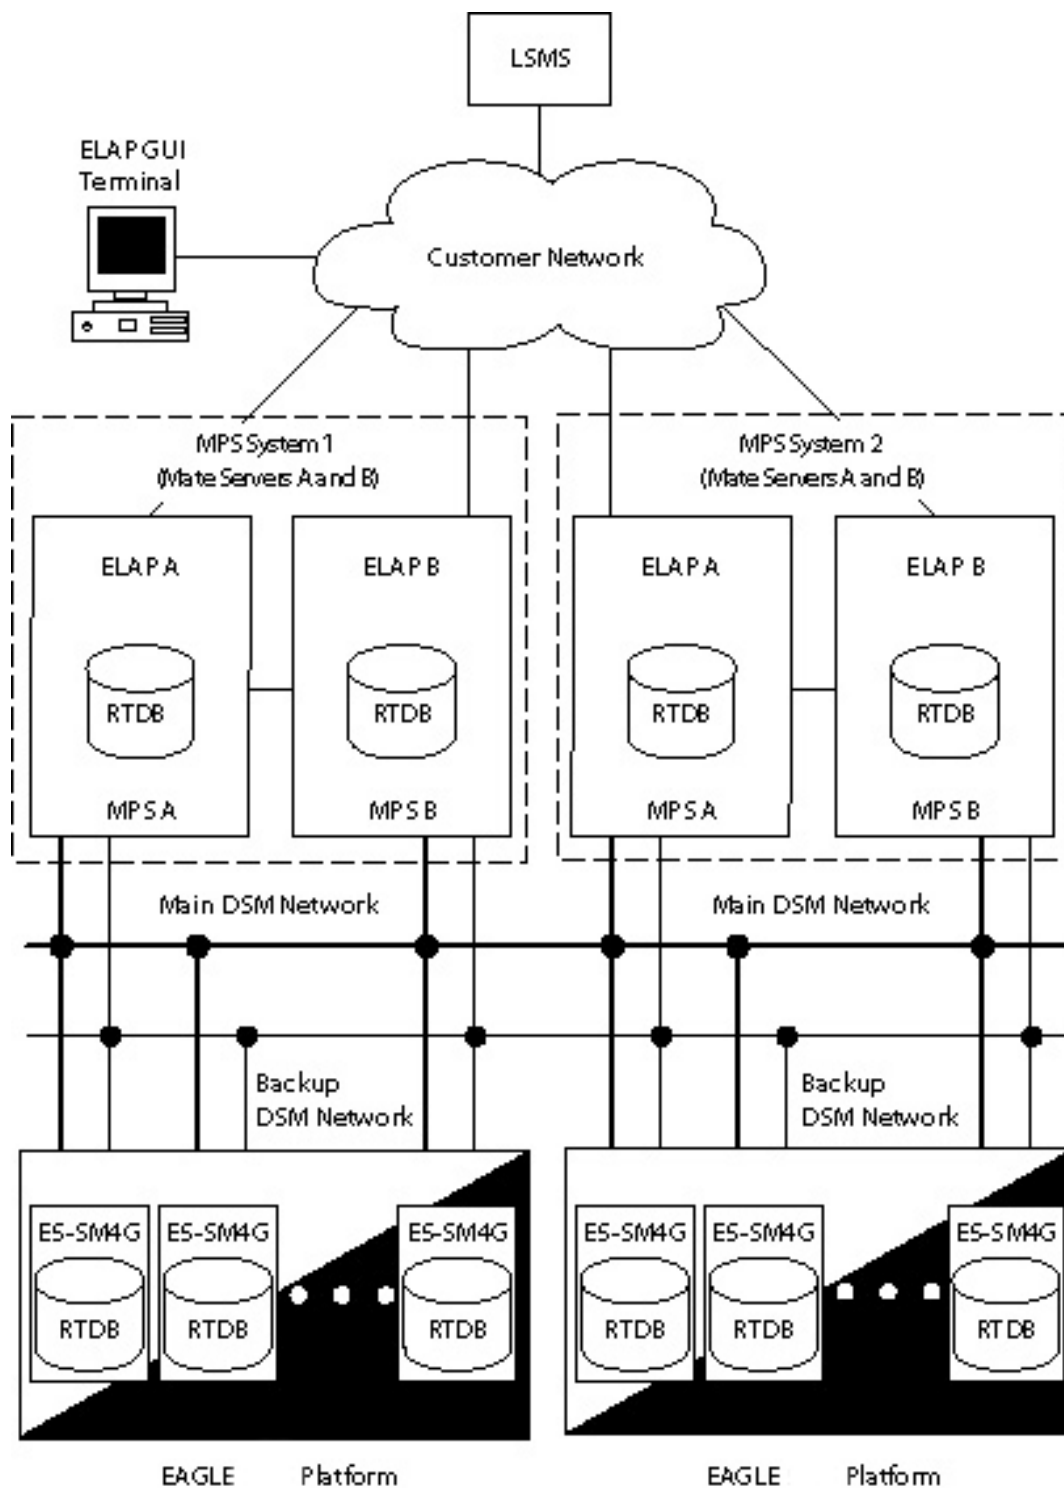 LSMS
ELAP GUI
Terminal
Customer Network
MPS System 1
(Mate Servers A and B)
MPS System 2
(Mate Servers A and B)
ELAP A
ELAP B
ELAP A
ELAP B
RTDB
RTDB
RTDB
RTDB
MPS A
MPS B
MPS A
MPS B
Main DSM Network
Main DSM Network
Backup
DSM Network
Backup
DSM Network
E5-SM4G
E5-SM4G
E5-SM4G
E5-SM4G
E5-SM4G
E5-SM4G
RTDB
RTDB
RTDB
RTDB
RTDB
RTDB
EAGLE Platform
EAGLE Platform